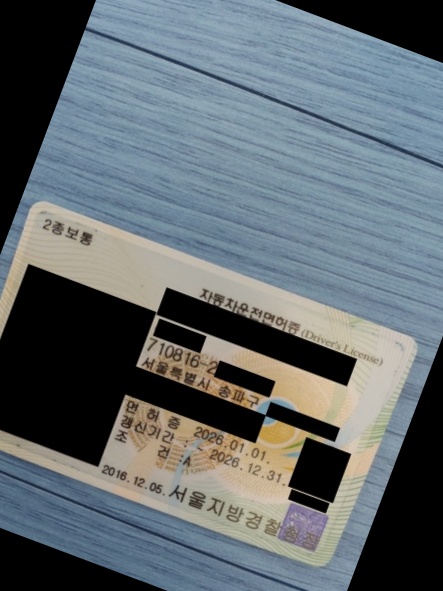 2종보통
자동차운전면허증 (Driver's License)
710816-2
서울특별시 송파구
면 허 증
갱신기간 : 2026.01.01.
~ 2026.12.31.
조 건 A
2016.12.05. 서울지방경찰청장